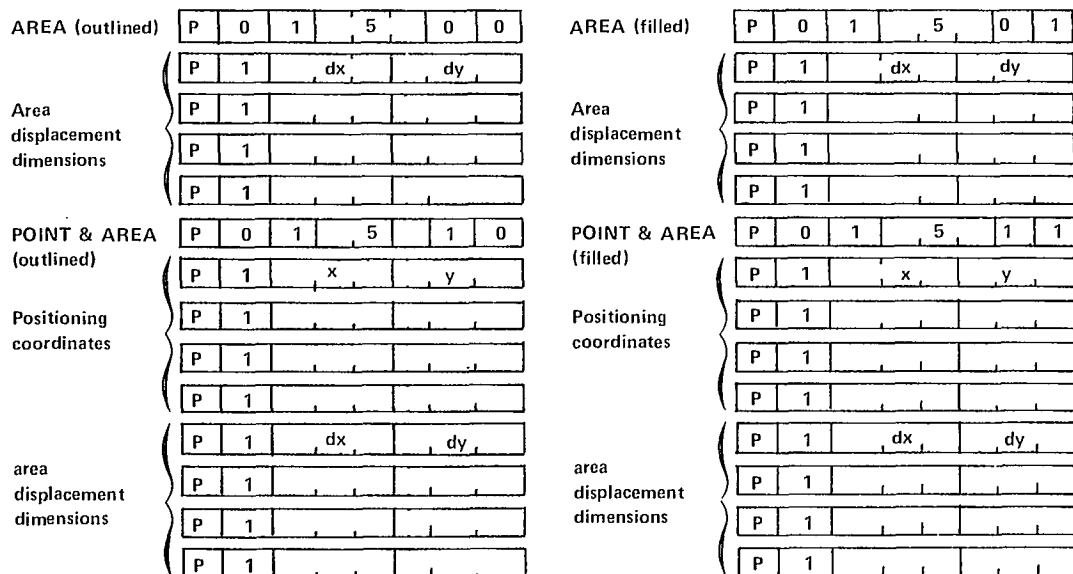 AREA (outlined) P 0 1 5 0 0
P 1 dx dy
Area
displacement
dimensions
P 1
P 1
P 1
POINT & AREA
(outlined)
P 0 1 5 1 0
P 1 x y
Positioning
coordinates
P 1
P 1
P 1
P 1 dx dy
area
displacement
dimensions
P 1
P 1
P 1
AREA (filled) P 0 1 5 0 1
P 1 dx dy
Area
displacement
dimensions
P 1
P 1
P 1
POINT & AREA
(filled)
P 0 1 5 1 1
P 1 x y
Positioning
coordinates
P 1
P 1
P 1
P 1 dx dy
area
displacement
dimensions
P 1
P 1
P 1